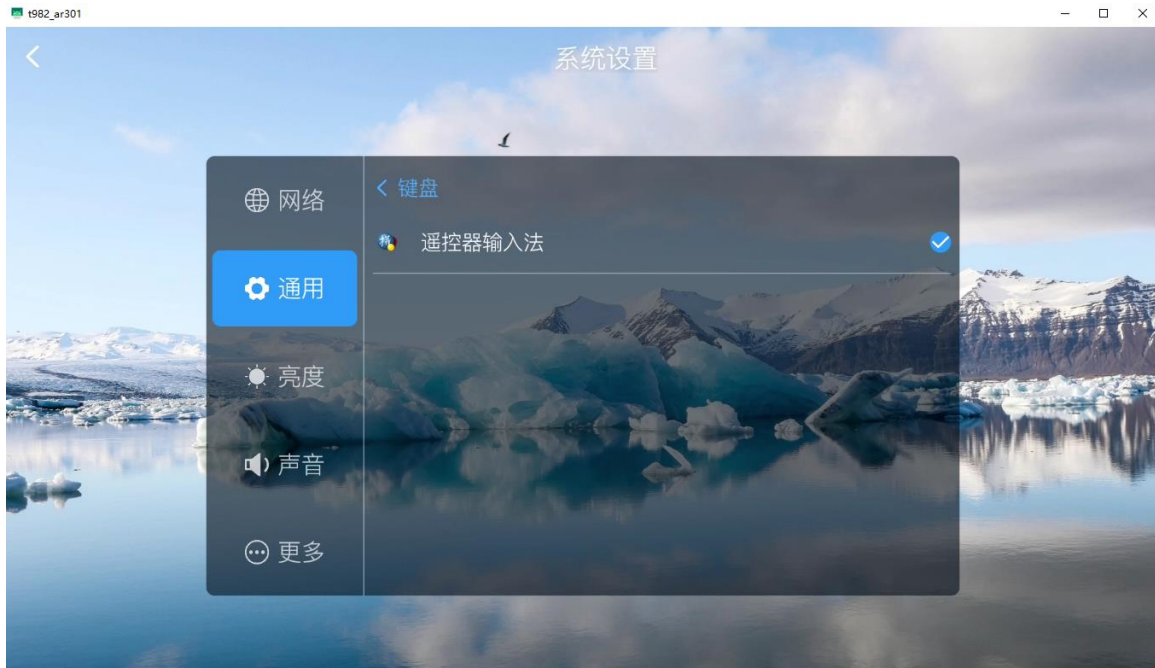 t982_ar301
系统设置
网络
通用
亮度
声音
更多
键盘
遥控器输入法